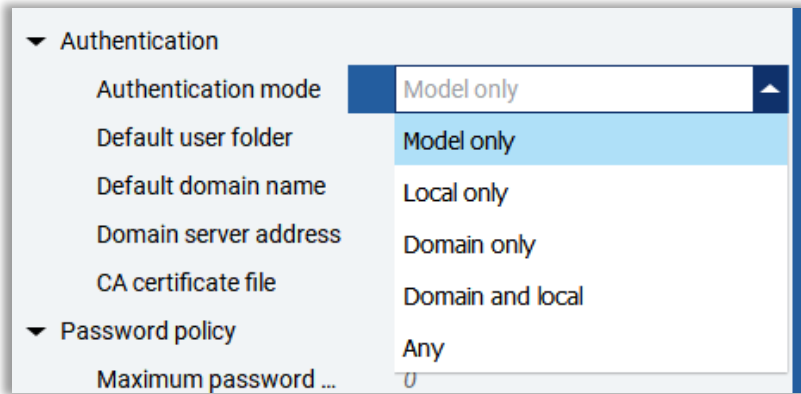 Authentication
Authentication mode Model only
Default user folder Model only
Default domain name Local only
Domain server address Domain only
CA certificate file Domain and local
Password policy Any
Maximum password ... 0